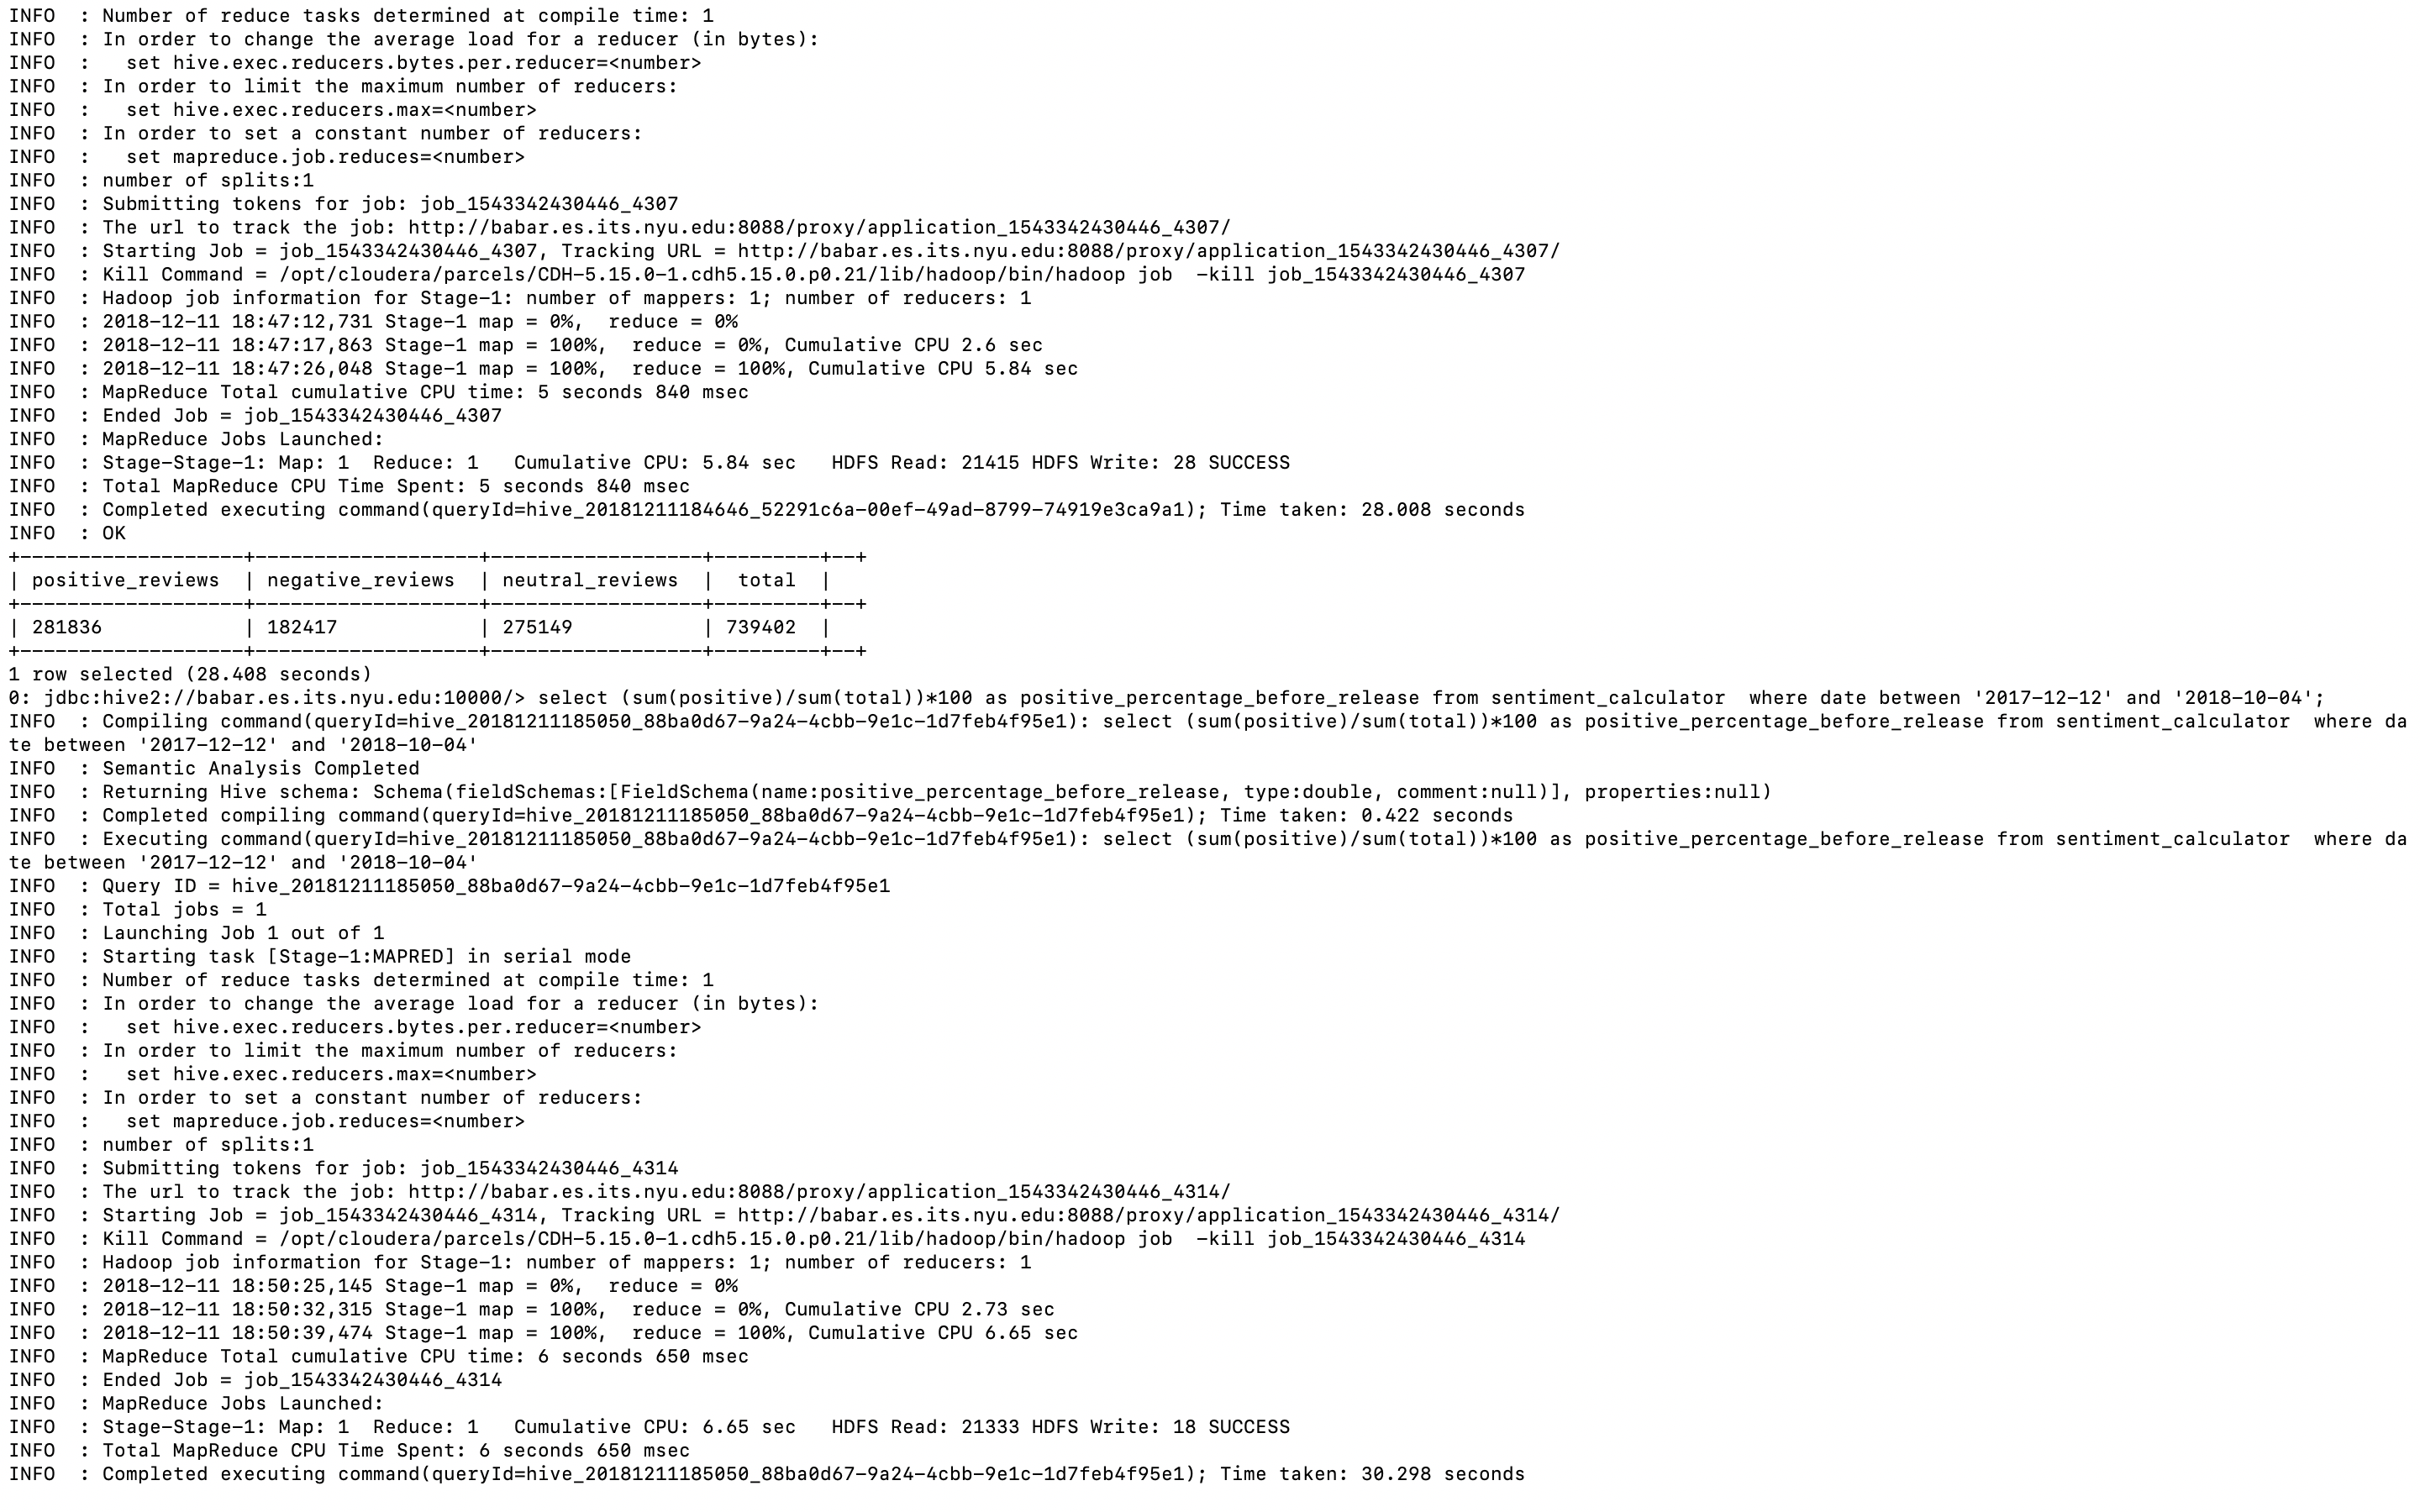 INFO  : Number of reduce tasks determined at compile time: 1
INFO  : In order to change the average load for a reducer (in bytes):
INFO  :   set hive.exec.reducers.bytes.per.reducer=<number>
INFO  : In order to limit the maximum number of reducers:
INFO  :   set hive.exec.reducers.max=<number>
INFO  : In order to set a constant number of reducers:
INFO  :   set mapreduce.job.reduces=<number>
INFO  : number of splits:1
INFO  : Submitting tokens for job: job_1543342430446_4307
INFO  : The url to track the job: http://babar.es.its.nyu.edu:8088/proxy/application_1543342430446_4307/
INFO  : Starting Job = job_1543342430446_4307, Tracking URL = http://babar.es.its.nyu.edu:8088/proxy/application_1543342430446_4307/
INFO  : Kill Command = /opt/cloudera/parcels/CDH-5.15.0-1.cdh5.15.0.p0.21/lib/hadoop/bin/hadoop job  -kill job_1543342430446_4307
INFO  : Hadoop job information for Stage-1: number of mappers: 1; number of reducers: 1
INFO  : 2018-12-11 18:47:12,731 Stage-1 map = 0%,  reduce = 0%
INFO  : 2018-12-11 18:47:17,863 Stage-1 map = 100%,  reduce = 0%, Cumulative CPU 2.6 sec
INFO  : 2018-12-11 18:47:26,048 Stage-1 map = 100%,  reduce = 100%, Cumulative CPU 5.84 sec
INFO  : MapReduce Total cumulative CPU time: 5 seconds 840 msec
INFO  : Ended Job = job_1543342430446_4307
INFO  : MapReduce Jobs Launched:
INFO  : Stage-Stage-1: Map: 1  Reduce: 1   Cumulative CPU: 5.84 sec   HDFS Read: 21415 HDFS Write: 28 SUCCESS
INFO  : Total MapReduce CPU Time Spent: 5 seconds 840 msec
INFO  : Completed executing command(queryId=hive_20181211184646_52291c6a-00ef-49ad-8799-74919e3ca9a1); Time taken: 28.008 seconds
INFO  : OK
+-------------------+-------------------+------------------+---------+--+
| positive_reviews  | negative_reviews  | neutral_reviews  |  total  |
+-------------------+-------------------+------------------+---------+--+
| 281836            | 182417            | 275149           | 739402  |
+-------------------+-------------------+------------------+---------+--+
1 row selected (28.408 seconds)
0: jdbc:hive2://babar.es.its.nyu.edu:10000/> select (sum(positive)/sum(total))*100 as positive_percentage_before_release from sentiment_calculator  where date between '2017-12-12' and '2018-10-04';
INFO  : Compiling command(queryId=hive_20181211185050_88ba0d67-9a24-4cbb-9e1c-1d7feb4f95e1): select (sum(positive)/sum(total))*100 as positive_percentage_before_release from sentiment_calculator  where da
te between '2017-12-12' and '2018-10-04'
INFO  : Semantic Analysis Completed
INFO  : Returning Hive schema: Schema(fieldSchemas:[FieldSchema(name:positive_percentage_before_release, type:double, comment:null)], properties:null)
INFO  : Completed compiling command(queryId=hive_20181211185050_88ba0d67-9a24-4cbb-9e1c-1d7feb4f95e1); Time taken: 0.422 seconds
INFO  : Executing command(queryId=hive_20181211185050_88ba0d67-9a24-4cbb-9e1c-1d7feb4f95e1): select (sum(positive)/sum(total))*100 as positive_percentage_before_release from sentiment_calculator  where da
te between '2017-12-12' and '2018-10-04'
INFO  : Query ID = hive_20181211185050_88ba0d67-9a24-4cbb-9e1c-1d7feb4f95e1
INFO  : Total jobs = 1
INFO  : Launching Job 1 out of 1
INFO  : Starting task [Stage-1:MAPRED] in serial mode
INFO  : Number of reduce tasks determined at compile time: 1
INFO  : In order to change the average load for a reducer (in bytes):
INFO  :   set hive.exec.reducers.bytes.per.reducer=<number>
INFO  : In order to limit the maximum number of reducers:
INFO  :   set hive.exec.reducers.max=<number>
INFO  : In order to set a constant number of reducers:
INFO  :   set mapreduce.job.reduces=<number>
INFO  : number of splits:1
INFO  : Submitting tokens for job: job_1543342430446_4314
INFO  : The url to track the job: http://babar.es.its.nyu.edu:8088/proxy/application_1543342430446_4314/
INFO  : Starting Job = job_1543342430446_4314, Tracking URL = http://babar.es.its.nyu.edu:8088/proxy/application_1543342430446_4314/
INFO  : Kill Command = /opt/cloudera/parcels/CDH-5.15.0-1.cdh5.15.0.p0.21/lib/hadoop/bin/hadoop job  -kill job_1543342430446_4314
INFO  : Hadoop job information for Stage-1: number of mappers: 1; number of reducers: 1
INFO  : 2018-12-11 18:50:25,145 Stage-1 map = 0%,  reduce = 0%
INFO  : 2018-12-11 18:50:32,315 Stage-1 map = 100%,  reduce = 0%, Cumulative CPU 2.73 sec
INFO  : 2018-12-11 18:50:39,474 Stage-1 map = 100%,  reduce = 100%, Cumulative CPU 6.65 sec
INFO  : MapReduce Total cumulative CPU time: 6 seconds 650 msec
INFO  : Ended Job = job_1543342430446_4314
INFO  : MapReduce Jobs Launched:
INFO  : Stage-Stage-1: Map: 1  Reduce: 1   Cumulative CPU: 6.65 sec   HDFS Read: 21333 HDFS Write: 18 SUCCESS
INFO  : Total MapReduce CPU Time Spent: 6 seconds 650 msec
INFO  : Completed executing command(queryId=hive_20181211185050_88ba0d67-9a24-4cbb-9e1c-1d7feb4f95e1); Time taken: 30.298 seconds